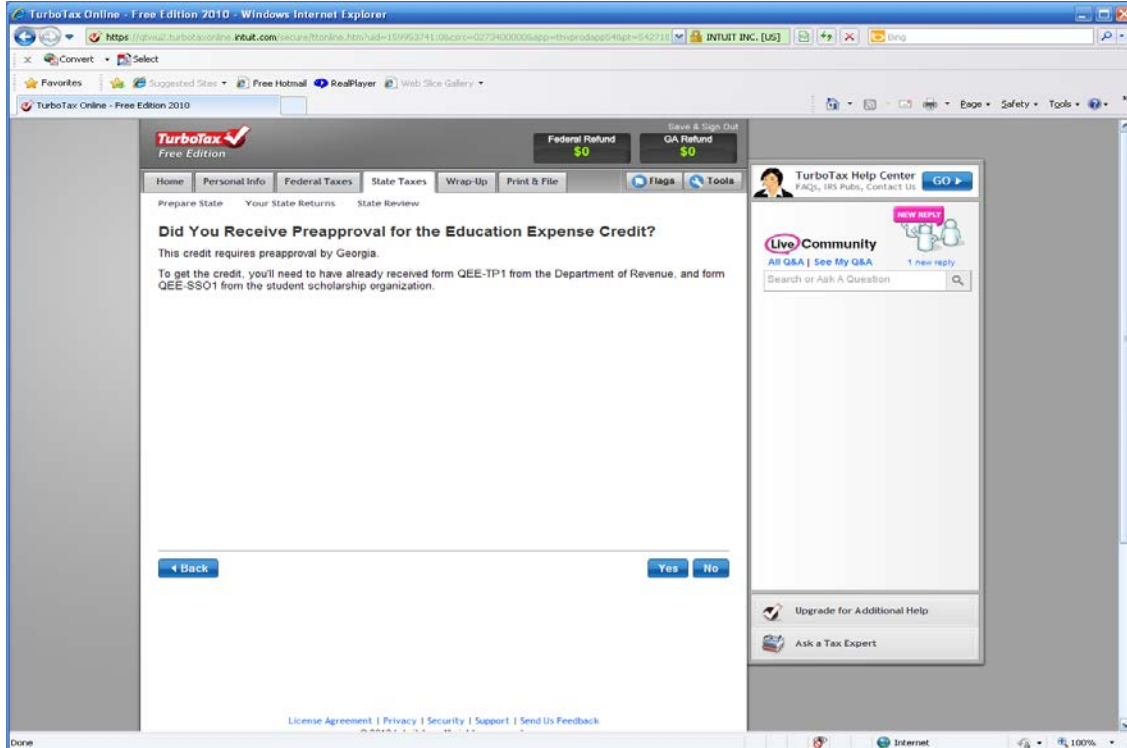 TurboTax Online - Free Edition 2010 - Windows Internet Explorer
INTUIT INC. [US]
Bing
x Convert Select
Favorites Suggested Sites Free Hotmail RealPlayer Web Slice Gallery
TurboTax Online - Free Edition 2010
Page Safety Tools
Save & Sign Out
TurboTax
Free Edition
Federal Refund
$0
GA Refund
$0
Home Personal Info Federal Taxes State Taxes Wrap-Up Print & File Flags Tools
Prepare State Your State Returns State Review
Did You Receive Preapproval for the Education Expense Credit?
This credit requires preapproval by Georgia.
To get the credit, you'll need to have already received form QEE-TP1 from the Department of Revenue, and form
QEE-SSO1 from the student scholarship organization.
Back Yes No
TurboTax Help Center
FAQs, IRS Pubs, Contact Us
GO
NEW REPLY
Live Community
All Q&A | See My Q&A 1 new reply
Search or Ask A Question
Upgrade for Additional Help
Ask a Tax Expert
License Agreement | Privacy | Security | Support | Send Us Feedback
Done
Internet
100%